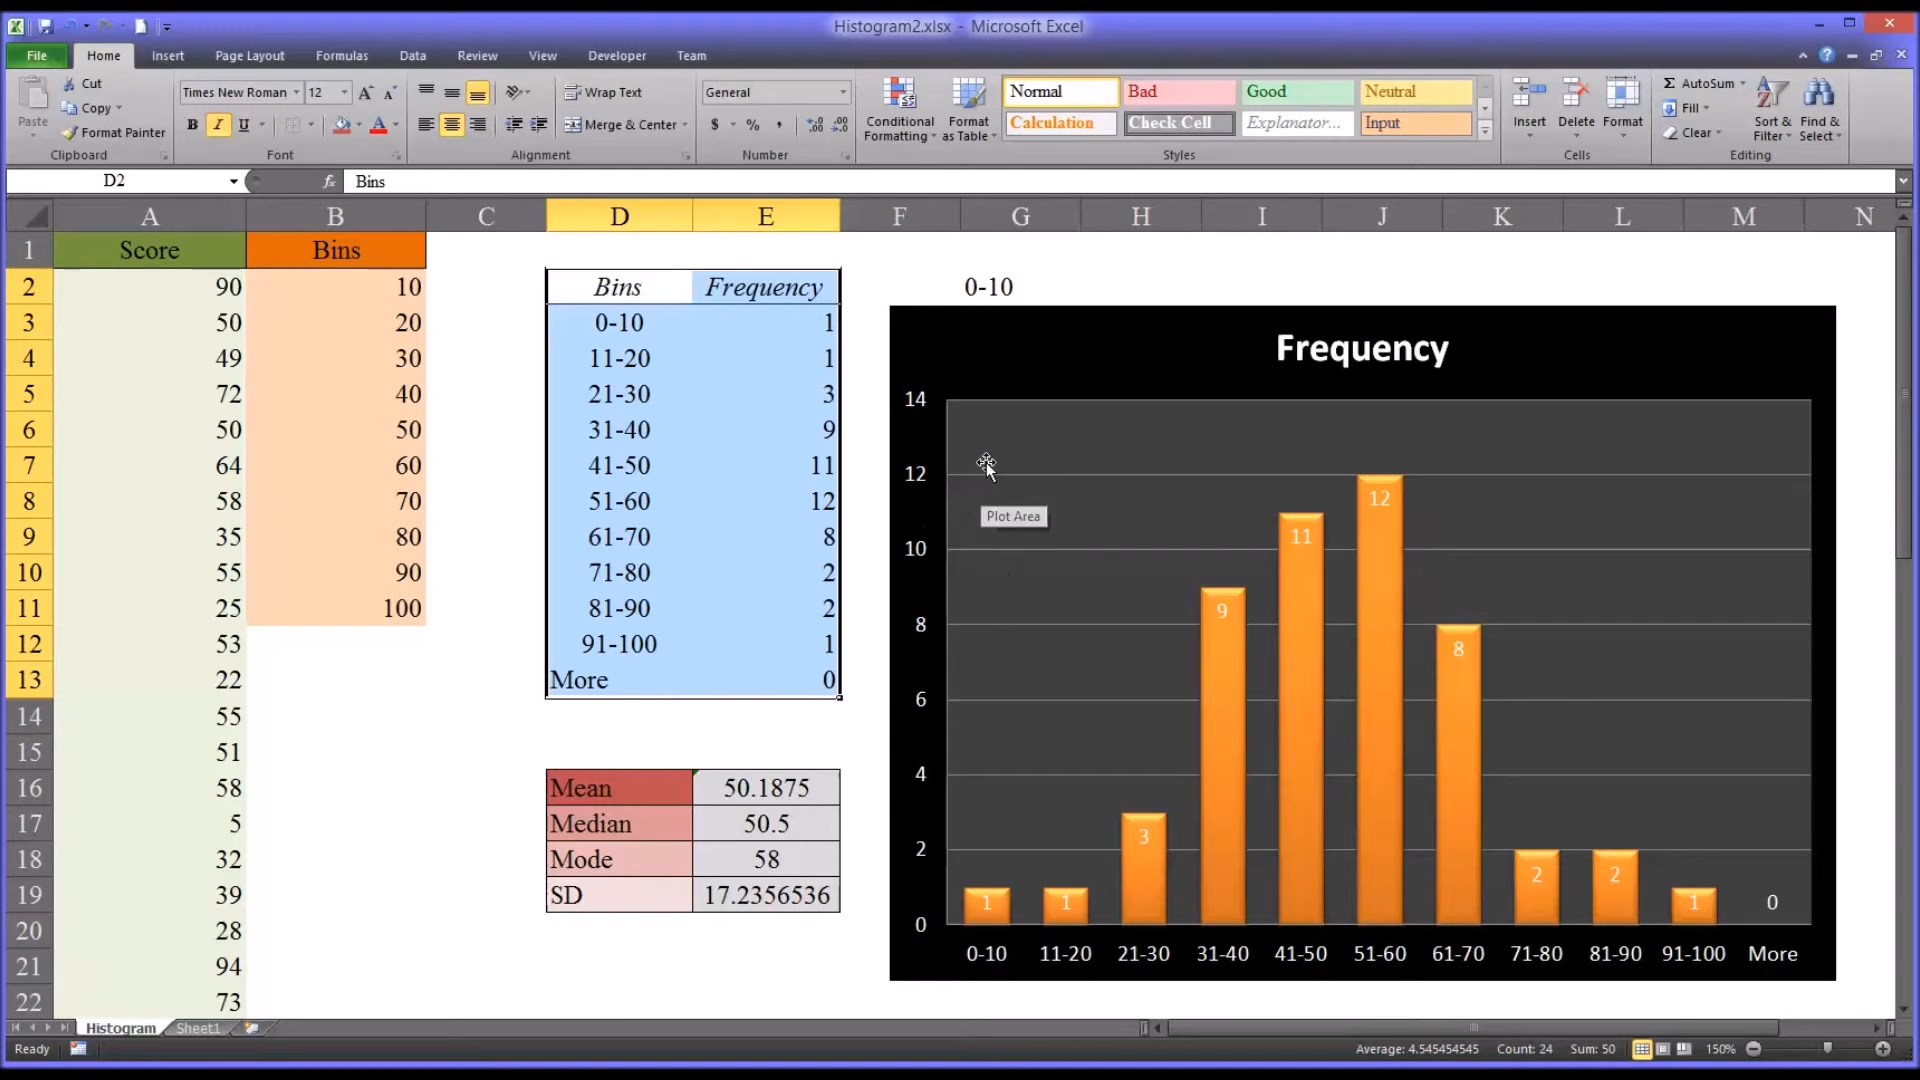 Histogram2.xlsx - Microsoft Excel
File Home Insert Page Layout Formulas Data Review View Developer Team
Cut
Copy
Format Painter
Paste
Clipboard
Times New Roman 12
B I U
Font
Wrap Text
Merge & Center
Alignment
General
$ % ,
Number
Conditional Formatting
Format as Table
Normal Bad Good Neutral
Calculation Check Cell Explanator... Input
Styles
Insert Delete Format
Cells
Σ AutoSum
Fill
Clear
Sort & Filter
Find & Select
Editing
D2 fx Bins
A B C D E F G H I J K L M N
1 Score Bins
2 90 10 Bins Frequency 0-10
3 50 20 0-10 1
4 49 30 11-20 1
5 72 40 21-30 3
6 50 50 31-40 9
7 64 60 41-50 11
8 58 70 51-60 12
9 35 80 61-70 8
10 55 90 71-80 2
11 25 100 81-90 2
12 53 91-100 1
13 22 More 0
14 55
15 51
16 58 Mean 50.1875
17 5 Median 50.5
18 32 Mode 58
19 39 SD 17.2356536
20 28
21 94
22 73
Frequency
14
12
10
8
6
4
2
0
Plot Area
1 1 3 9 11 12 8 2 2 1 0
0-10 11-20 21-30 31-40 41-50 51-60 61-70 71-80 81-90 91-100 More
Histogram Sheet1
Ready Average: 4.545454545 Count: 24 Sum: 50 150%